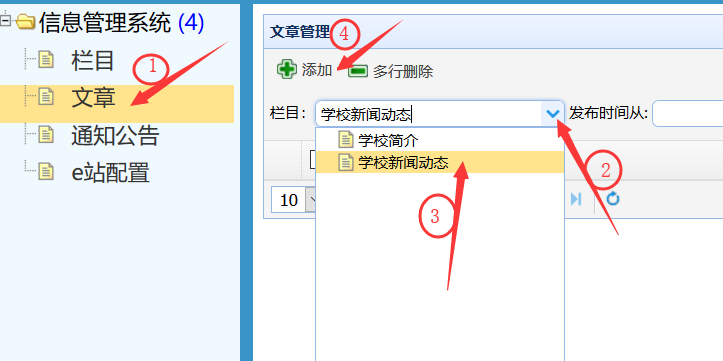 信息管理系统 (4)
栏目
1
文章
通知公告
e站配置
文章管理
4
添加 多行删除
栏目: 学校新闻动态 发布时间从:
学校简介
学校新闻动态
2
10
3